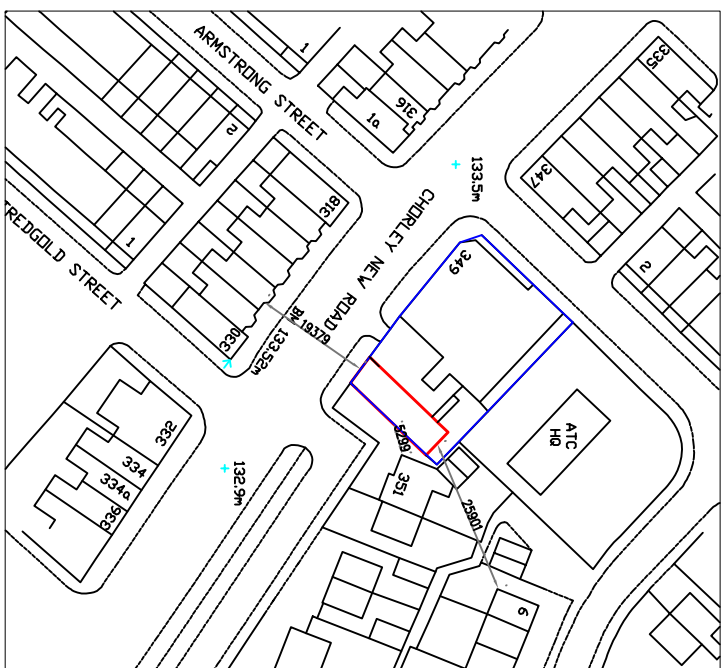 ARMSTRONG STREET
1
335
316
1a
2
133.5m
347
318
CHORLEY NEW ROAD
TREDGOLD STREET
1
349
2
BM 133.52m
19379
330
ATC
HQ
332
334
334a
336
132.9m
5299
351
25901
6